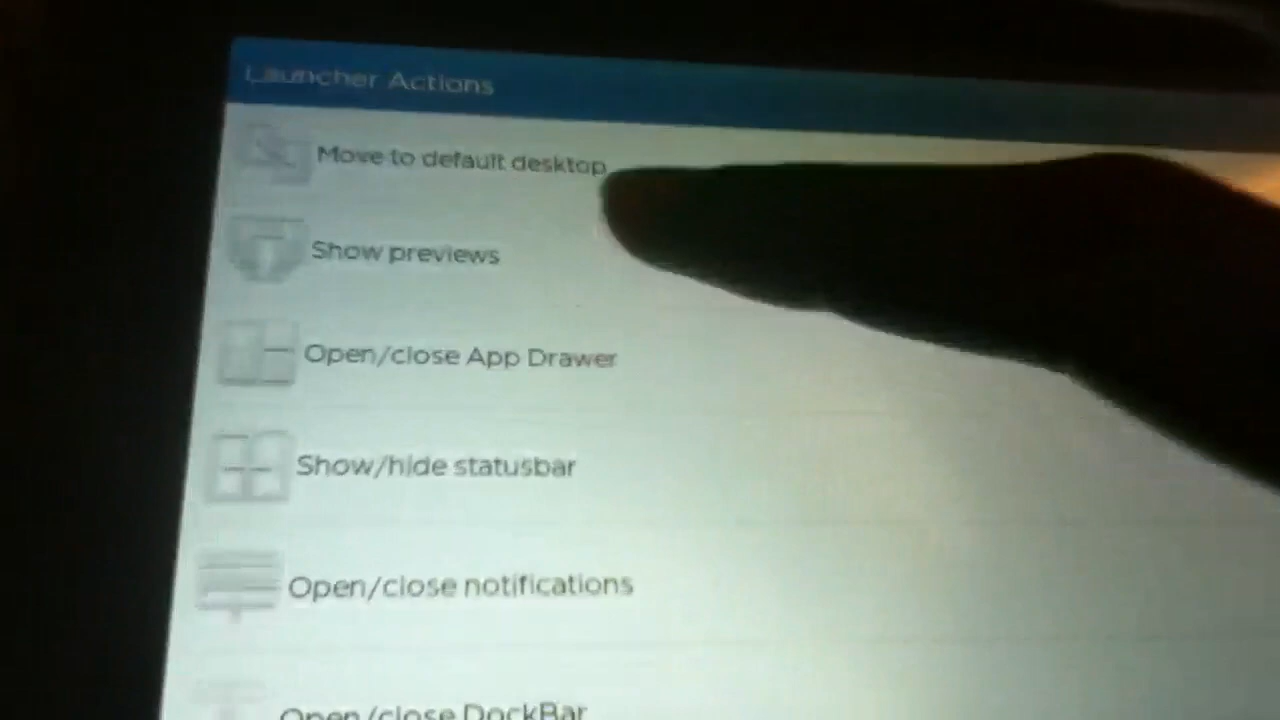 Launcher Actions
Move to default desktop
Show previews
Open/close App Drawer
Show/hide statusbar
Open/close notifications
Open/close DockBar